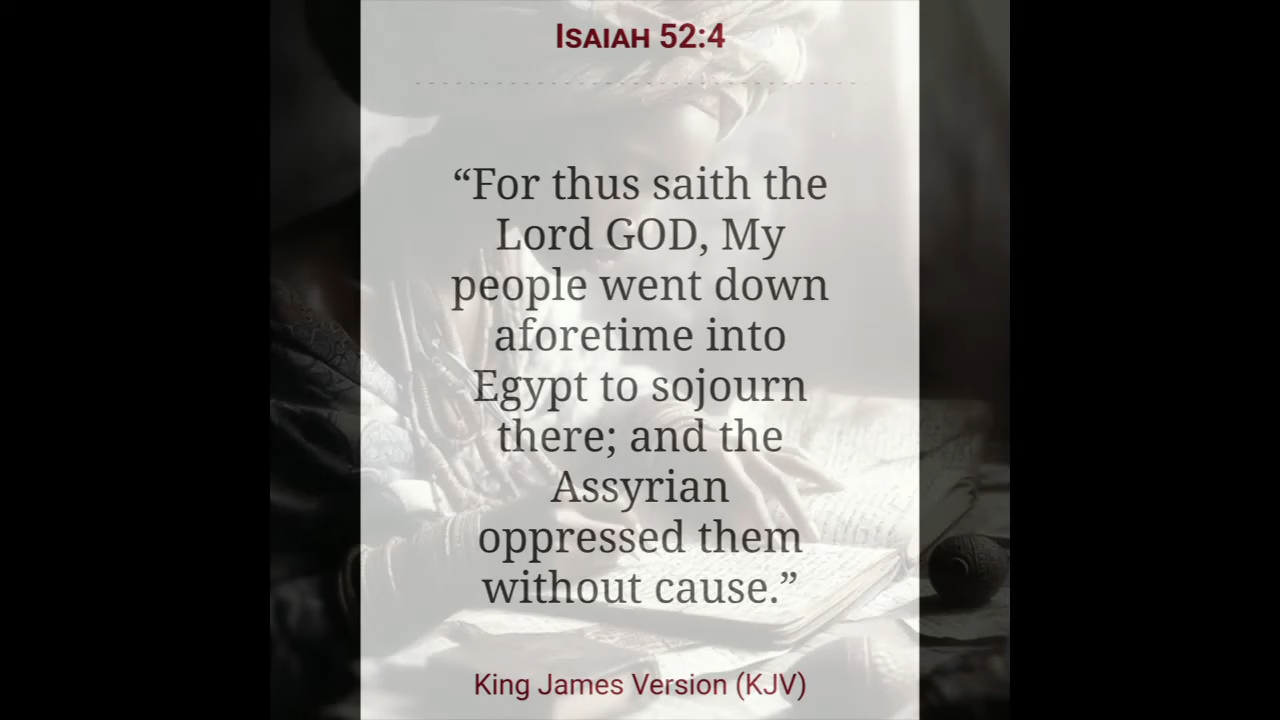 Isaiah 52:4
“For thus saith the
Lord GOD, My
people went down
aforetime into
Egypt to sojourn
there; and the
Assyrian
oppressed them
without cause.”
King James Version (KJV)